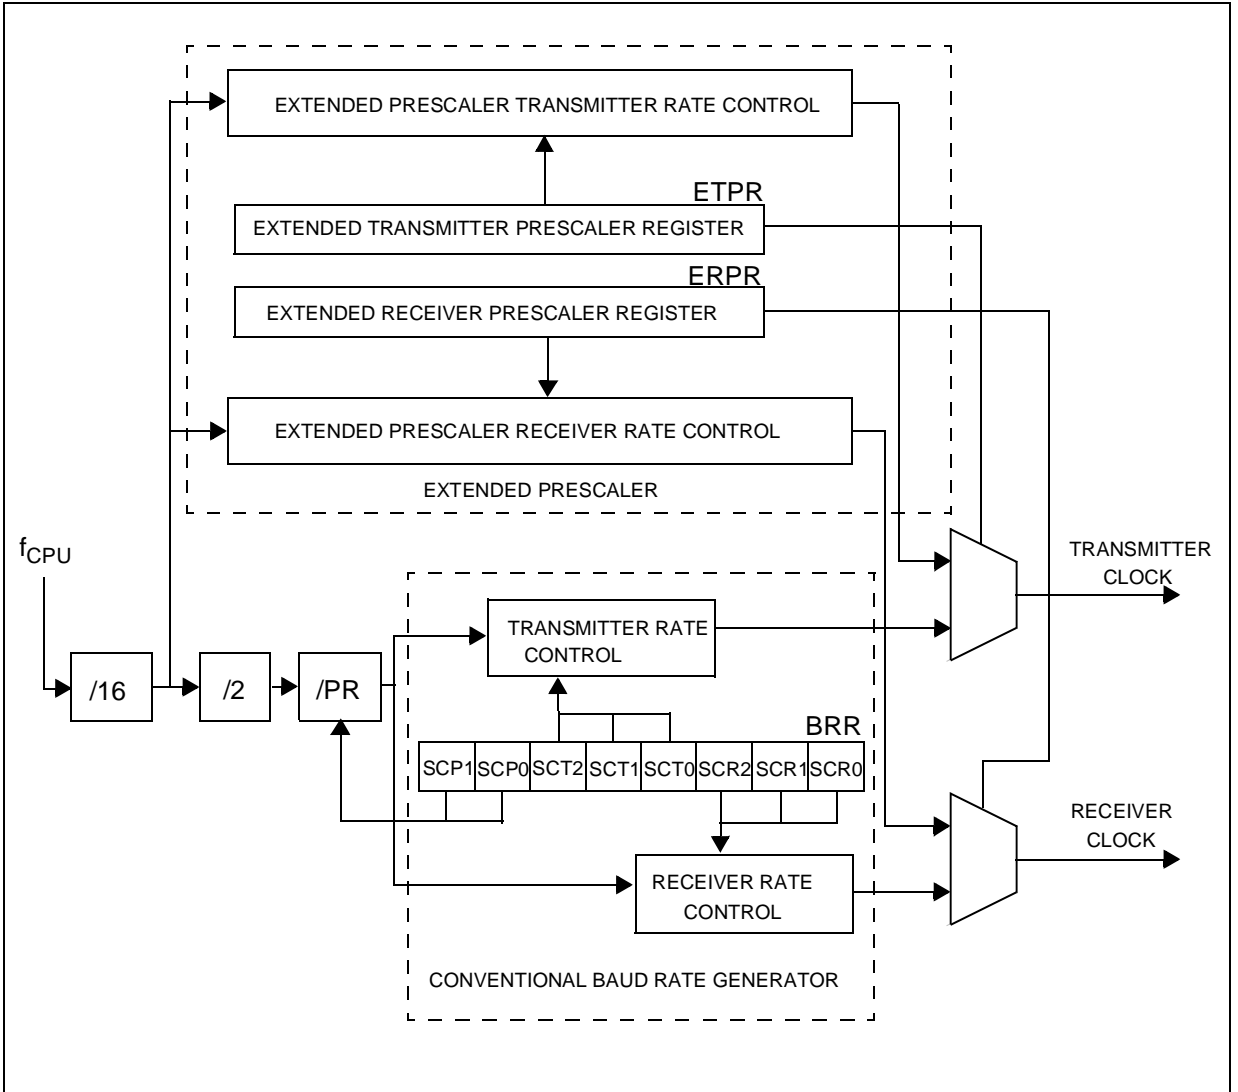 EXTENDED PRESCALER TRANSMITTER RATE CONTROL
ETPR
EXTENDED TRANSMITTER PRESCALER REGISTER
ERPR
EXTENDED RECEIVER PRESCALER REGISTER
EXTENDED PRESCALER RECEIVER RATE CONTROL
EXTENDED PRESCALER
fCPU
TRANSMITTER
CLOCK
TRANSMITTER RATE
CONTROL
/16
/2
/PR
BRR
SCP1 SCP0 SCT2 SCT1 SCT0 SCR2 SCR1 SCR0
RECEIVER
CLOCK
RECEIVER RATE
CONTROL
CONVENTIONAL BAUD RATE GENERATOR